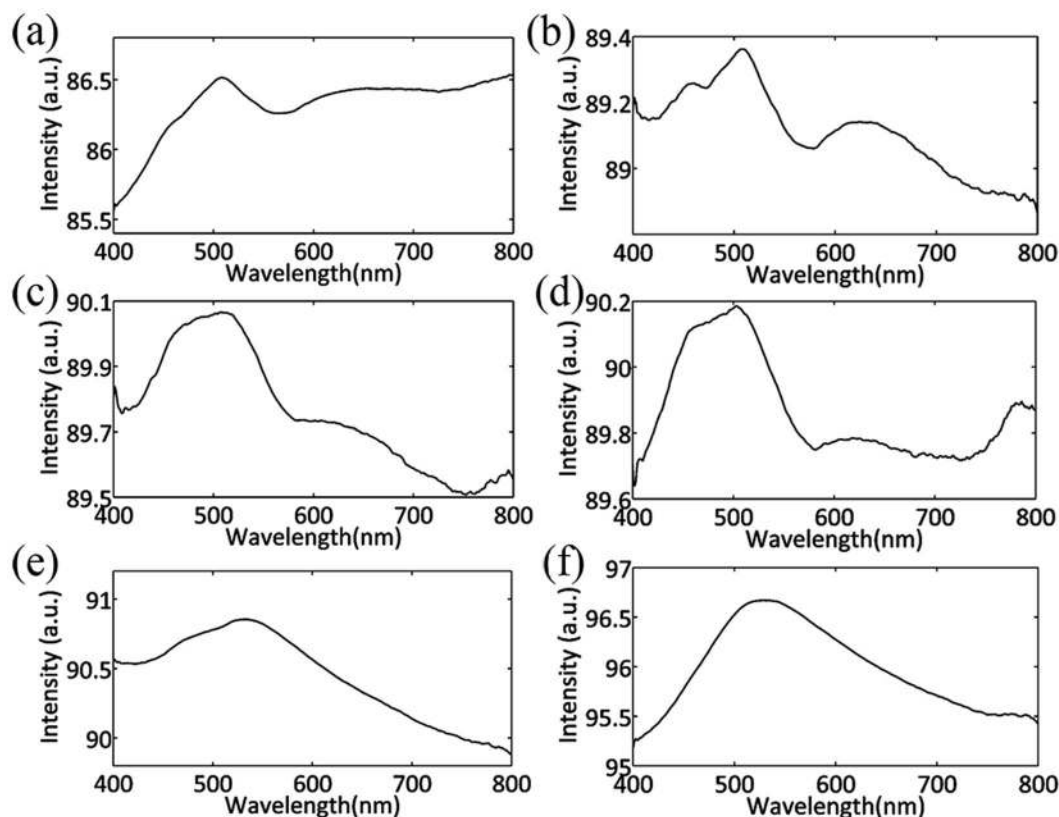 (a)
Intensity (a.u.)
86.5
86
85.5
400 500 600 700 800
Wavelength(nm)
(b)
Intensity (a.u.)
89.4
89.2
89
400 500 600 700 800
Wavelength(nm)
(c)
Intensity (a.u.)
90.1
89.9
89.7
89.5
400 500 600 700 800
Wavelength(nm)
(d)
Intensity (a.u.)
90.2
90
89.8
89.6
400 500 600 700 800
Wavelength(nm)
(e)
Intensity (a.u.)
91
90.5
90
400 500 600 700 800
Wavelength(nm)
(f)
Intensity (a.u.)
97
96.5
96
95.5
95
400 500 600 700 800
Wavelength(nm)